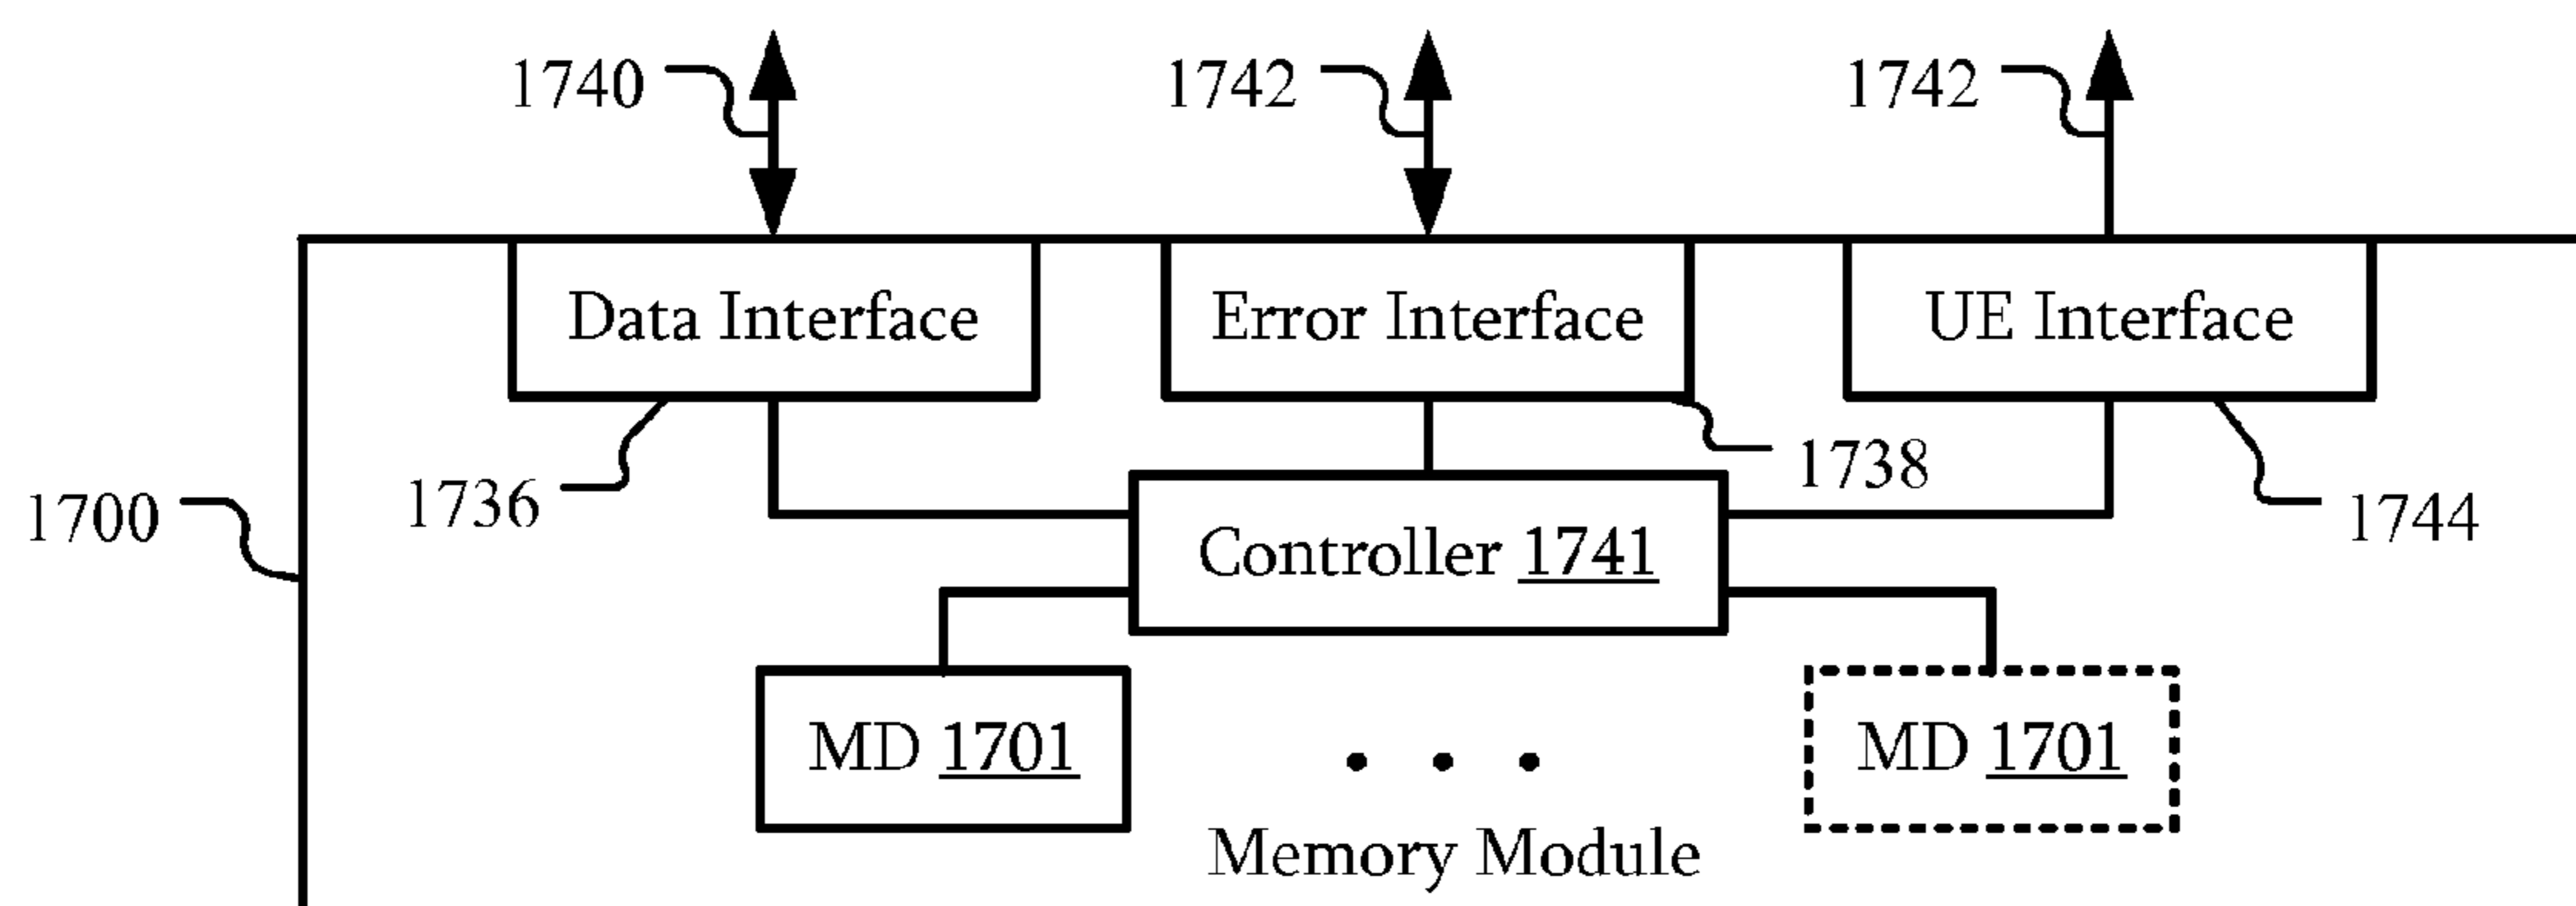 1740
1742
1742
Data Interface
Error Interface
UE Interface
1700
1736
1738
1744
Controller 1741
MD 1701
MD 1701
Memory Module